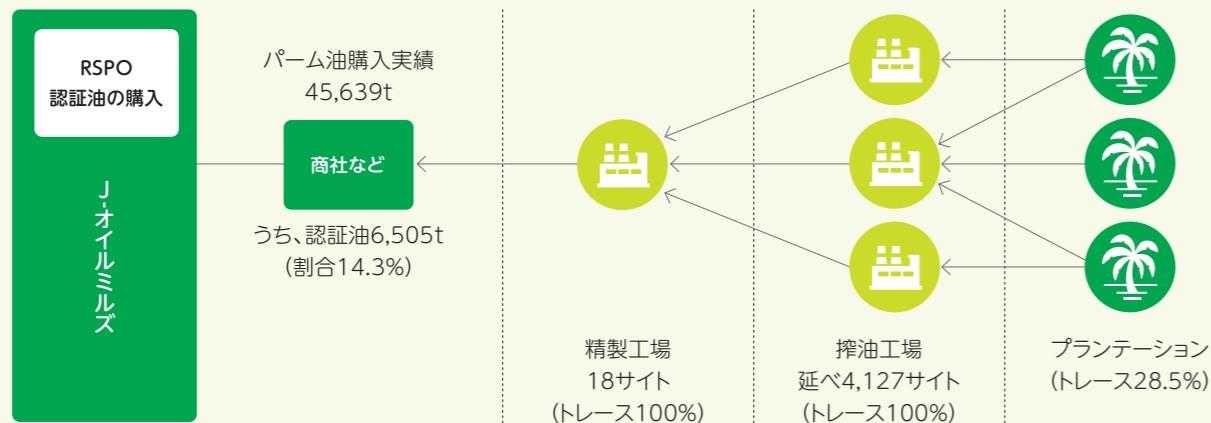 RSPO
認証油の購入
J-オイルミルズ
パーム油購入実績
45,639t
商社など
うち、認証油6,505t
(割合14.3%)
精製工場
18サイト
(トレース100%)
搾油工場
延べ4,127サイト
(トレース100%)
プランテーション
(トレース28.5%)